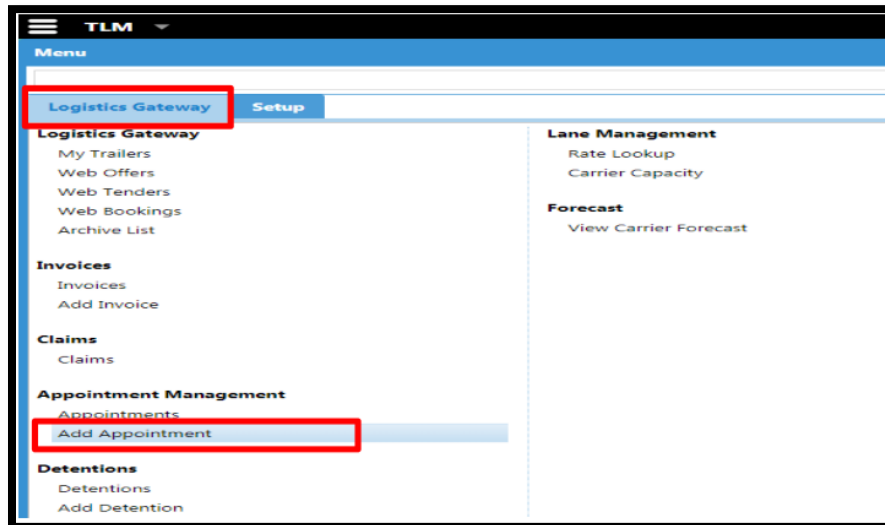 TLM
Menu
Logistics Gateway
Setup
Logistics Gateway
My Trailers
Web Offers
Web Tenders
Web Bookings
Archive List
Invoices
Invoices
Add Invoice
Claims
Claims
Appointment Management
Appointments
Add Appointment
Detentions
Detentions
Add Detention
Lane Management
Rate Lookup
Carrier Capacity
Forecast
View Carrier Forecast